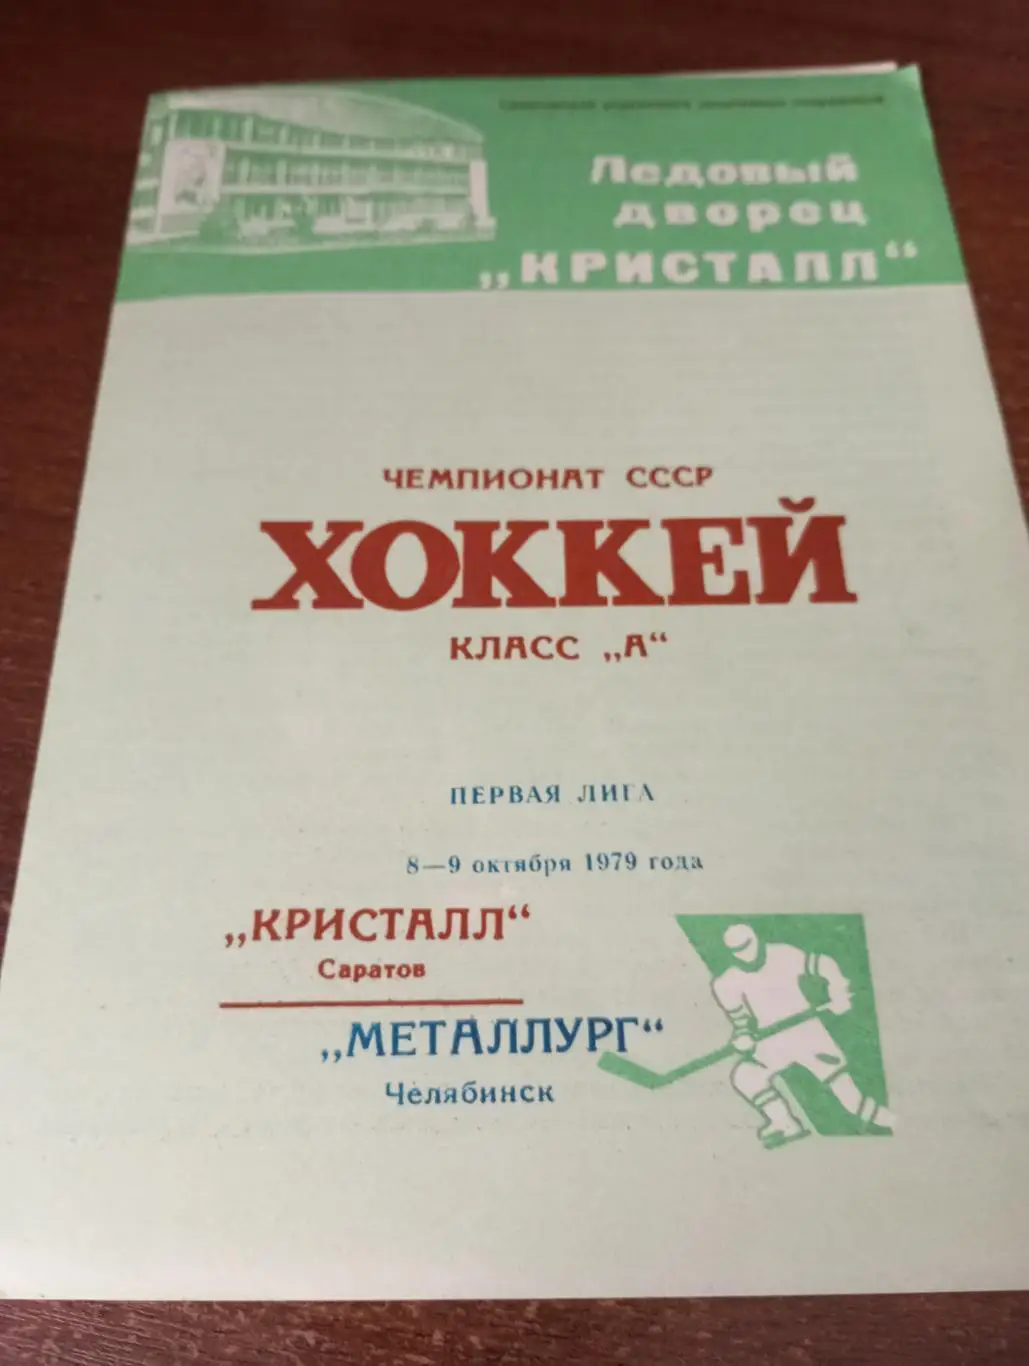 Ледовый
дворец
„КРИСТАЛЛ“
ЧЕМПИОНАТ СССР
ХОККЕЙ
КЛАСС „А“
ПЕРВАЯ ЛИГА
8—9 октября 1979 года
„КРИСТАЛЛ“
Саратов
„МЕТАЛЛУРГ“
Челябинск